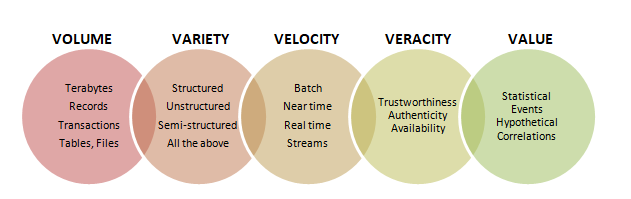 VOLUME
Terabytes
Records
Transactions
Tables, Files
VARIETY
Structured
Unstructured
Semi-structured
All the above
VELOCITY
Batch
Near time
Real time
Streams
VERACITY
Trustworthiness
Authenticity
Availability
VALUE
Statistical
Events
Hypothetical
Correlations